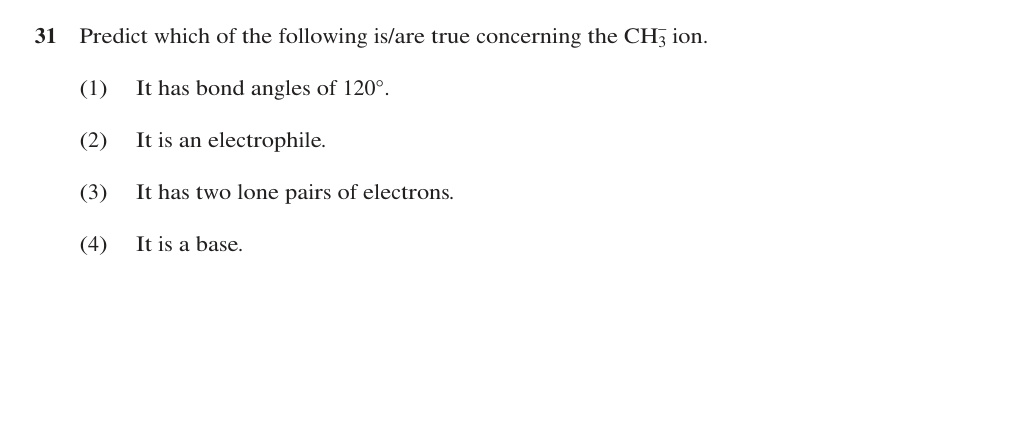 31 Predict which of the following is/are true concerning the CH₃⁻ ion.
(1) It has bond angles of 120°.
(2) It is an electrophile.
(3) It has two lone pairs of electrons.
(4) It is a base.